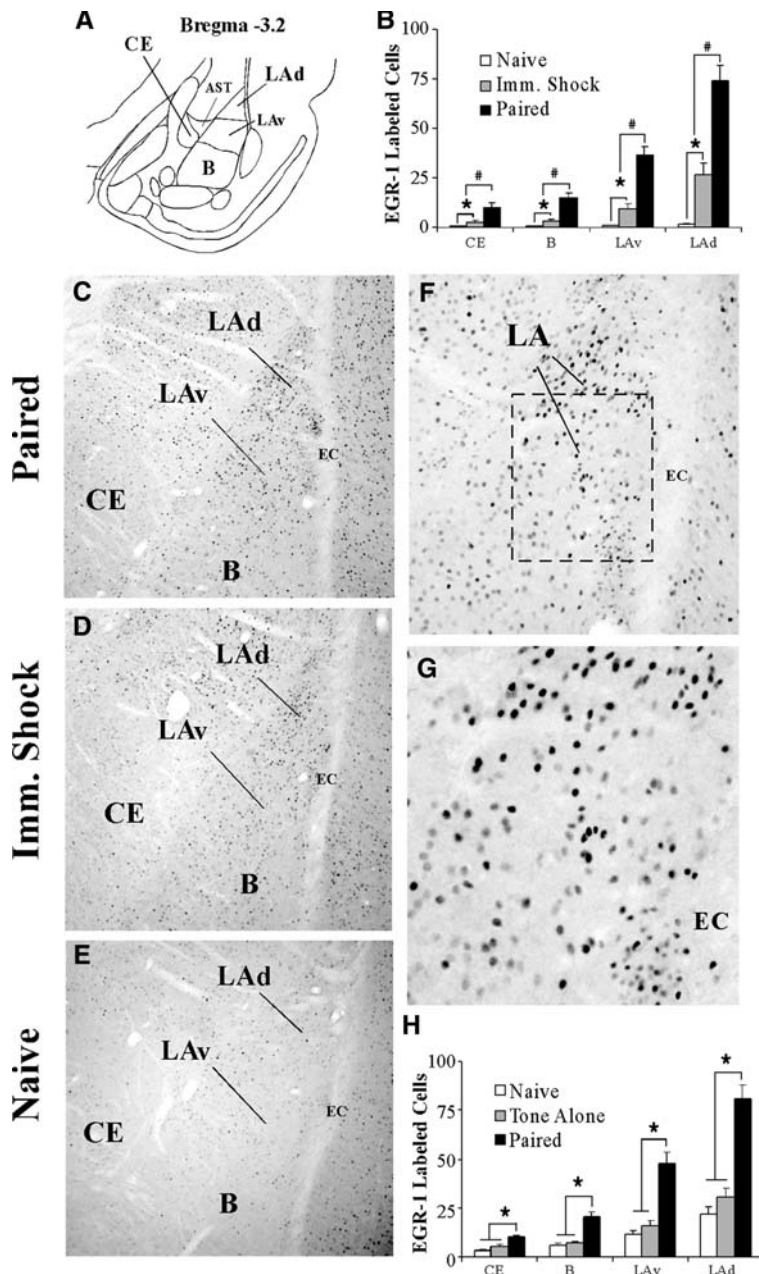 A
Bregma -3.2
CE
LAd
AST
LAv
B
B
EGR-1 Labeled Cells
100
75
50
25
0
Naive
Imm. Shock
Paired
*
#
*
#
*
#
*
#
CE
B
LAv
LAd
Paired
C
LAd
LAv
EC
CE
B
F
LA
EC
Imm. Shock
D
LAd
LAv
EC
CE
B
G
EC
Naive
E
LAd
LAv
EC
CE
B
H
EGR-1 Labeled Cells
100
75
50
25
0
Naive
Tone Alone
Paired
*
*
*
*
CE
B
LAv
LAd